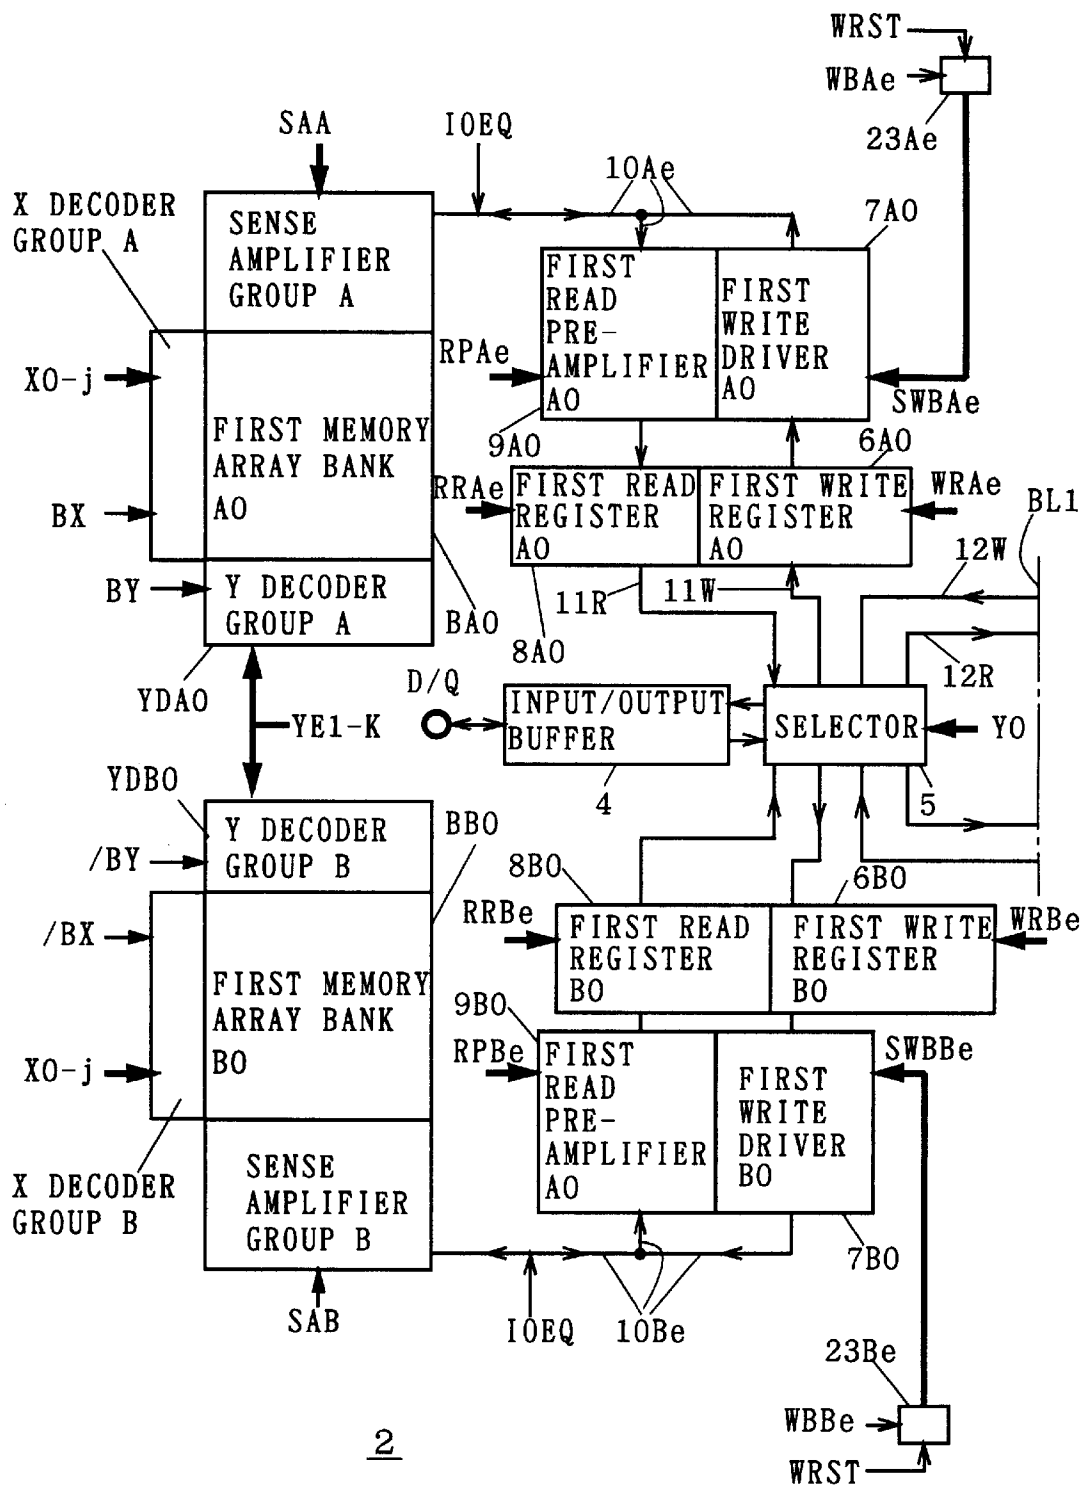 WRST
WBAe
23Ae
SAA
IOEQ
10Ae
X DECODER
GROUP A
SENSE
AMPLIFIER
GROUP A
7A0
FIRST
READ
PRE-
AMPLIFIER
A0
FIRST
WRITE
DRIVER
A0
RPAe
X0-j
SWBAe
9A0
6A0
FIRST MEMORY
ARRAY BANK
A0
RRAe
FIRST READ
REGISTER
A0
FIRST WRITE
REGISTER
A0
WRAe
BL1
BX
12W
BY
Y DECODER
GROUP A
BA0
11R
11W
8A0
12R
YDA0
D/Q
INPUT/OUTPUT
BUFFER
SELECTOR
Y0
YE1-K
4
5
YDB0
Y DECODER
GROUP B
BB0
/BY
8B0
6B0
RRBe
FIRST READ
REGISTER
B0
FIRST WRITE
REGISTER
B0
WRBe
/BX
FIRST MEMORY
ARRAY BANK
B0
9B0
RPBe
FIRST
READ
PRE-
AMPLIFIER
A0
FIRST
WRITE
DRIVER
B0
SWBBe
X0-j
X DECODER
GROUP B
SENSE
AMPLIFIER
GROUP B
7B0
SAB
IOEQ
10Be
23Be
WBBe
WRST
2